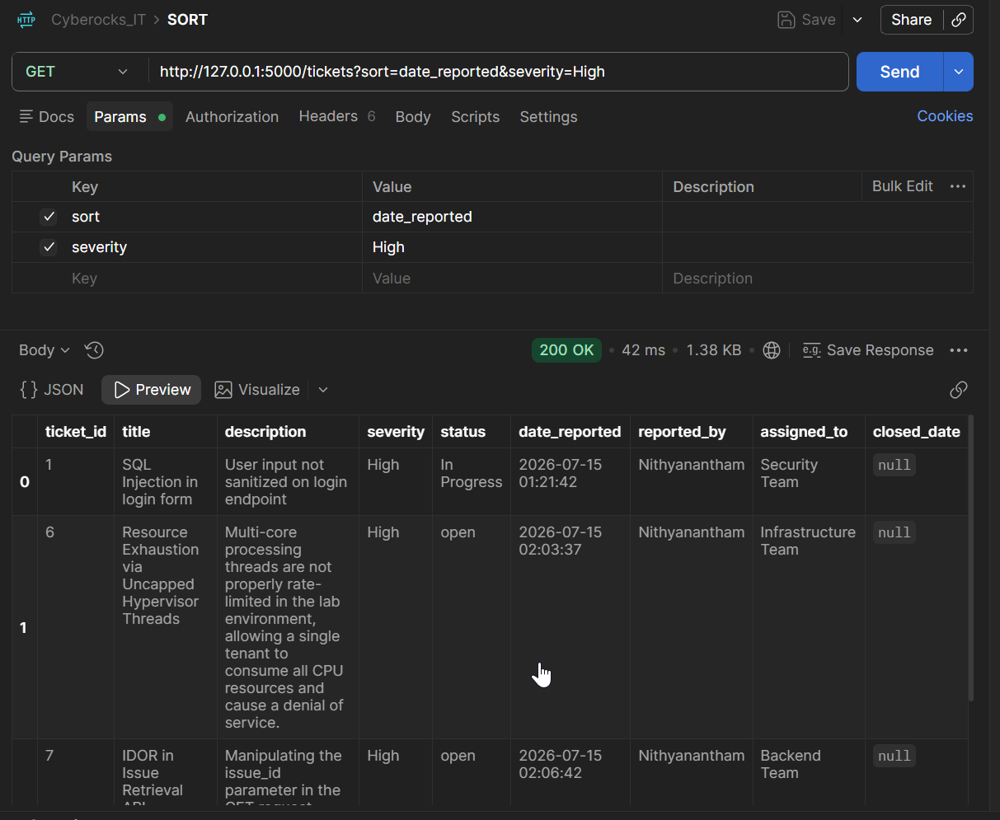 HTTP Cyberocks_IT > SORT Save Share
GET http://127.0.0.1:5000/tickets?sort=date_reported&severity=High Send
Docs Params Authorization Headers 6 Body Scripts Settings Cookies
Query Params
Key Value Description Bulk Edit
sort date_reported
severity High
Key Value Description
Body 200 OK 42 ms 1.38 KB e.g. Save Response
{} JSON Preview Visualize
ticket_id title description severity status date_reported reported_by assigned_to closed_date
0 1 SQL Injection in login form User input not sanitized on login endpoint High In Progress 2026-07-15 01:21:42 Nithyanantham Security Team null
1 6 Resource Exhaustion via Uncapped Hypervisor Threads Multi-core processing threads are not properly rate-limited in the lab environment, allowing a single tenant to consume all CPU resources and cause a denial of service. High open 2026-07-15 02:03:37 Nithyanantham Infrastructure Team null
7 IDOR in Issue Retrieval API Manipulating the issue_id parameter in the GET request High open 2026-07-15 02:06:42 Nithyanantham Backend Team null